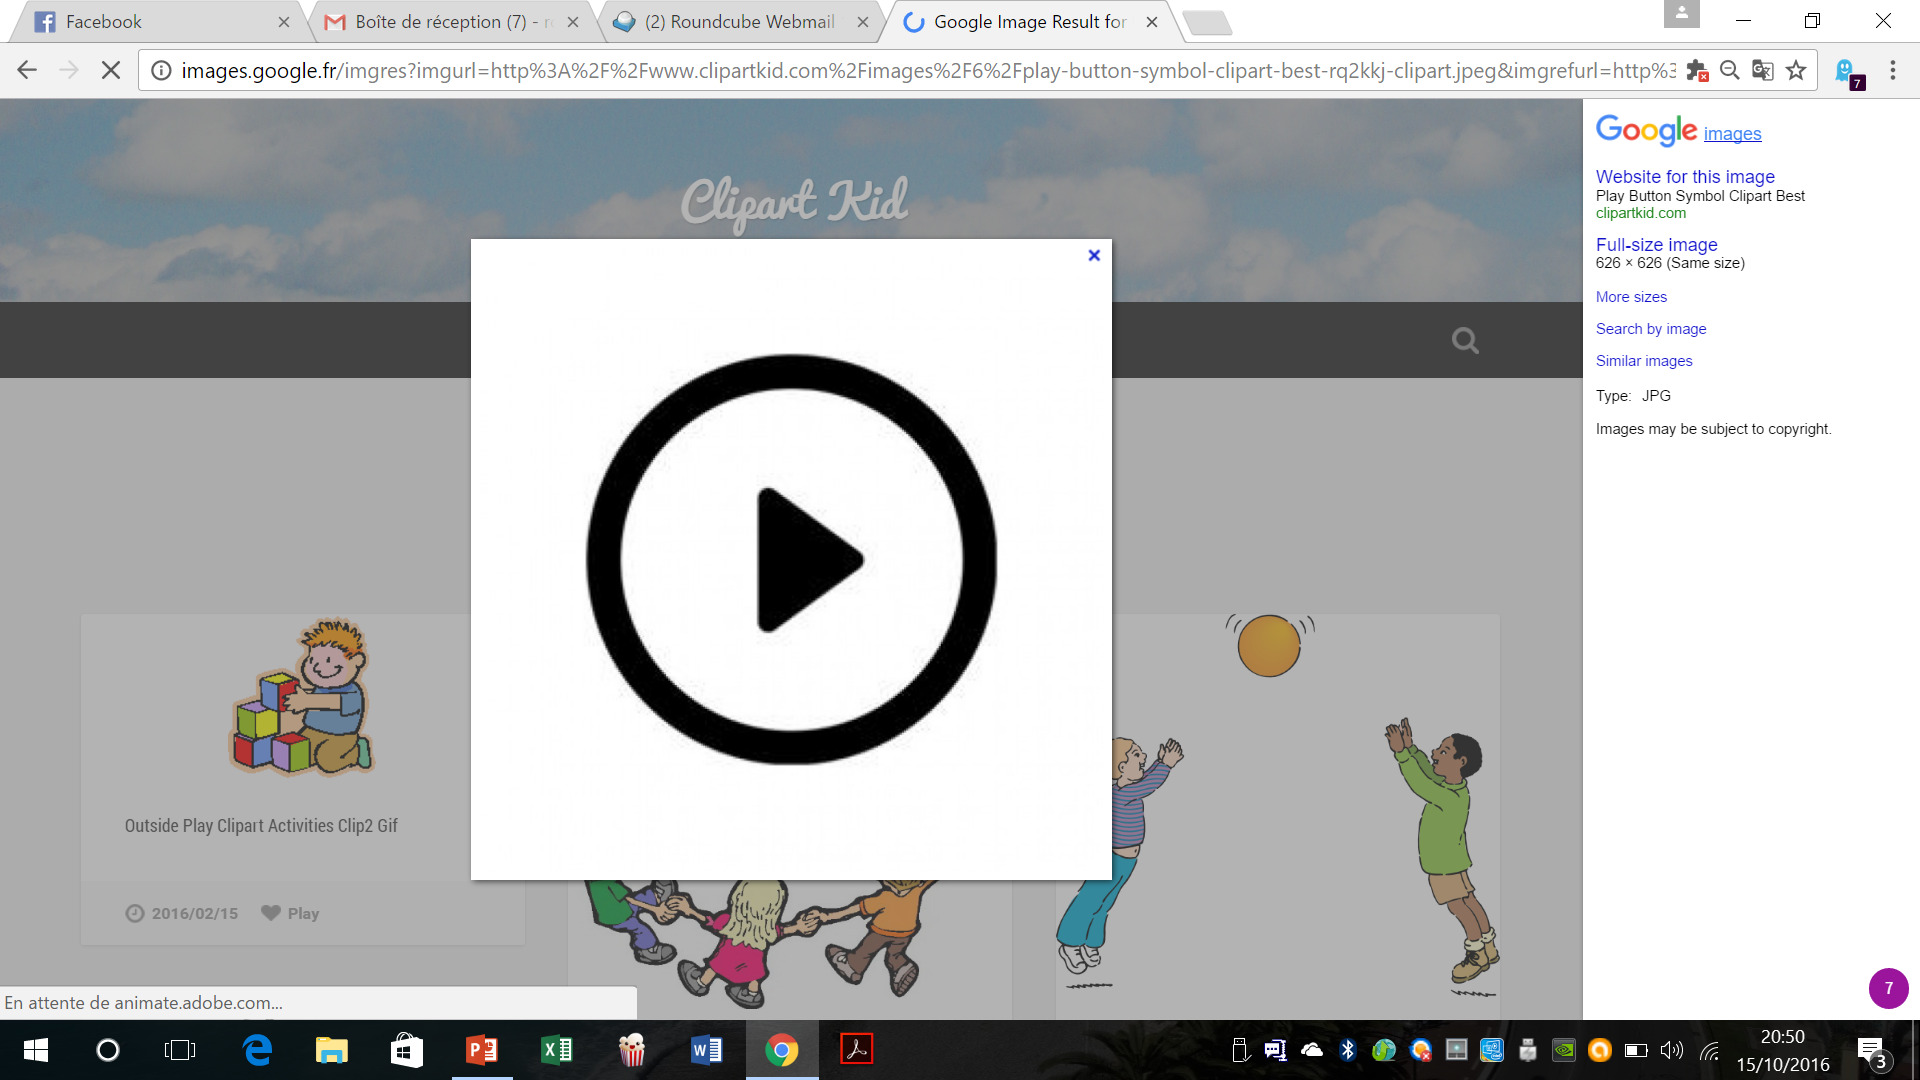 Facebook
Boîte de réception (7) - r
(2) Roundcube Webmail
Google Image Result for
images.google.fr/imgres?imgurl=http%3A%2F%2Fwww.clipartkid.com%2Fimages%2F6%2Fplay-button-symbol-clipart-best-rq2kkj-clipart.jpeg&imgrefurl=http%3
7
Clipart Kid
Google images
Website for this image
Play Button Symbol Clipart Best
clipartkid.com
Full-size image
626 × 626 (Same size)
More sizes
Search by image
Similar images
Type: JPG
Images may be subject to copyright.
Outside Play Clipart Activities Clip2 Gif
2016/02/15 Play
7
En attente de animate.adobe.com...
20:50
15/10/2016
3